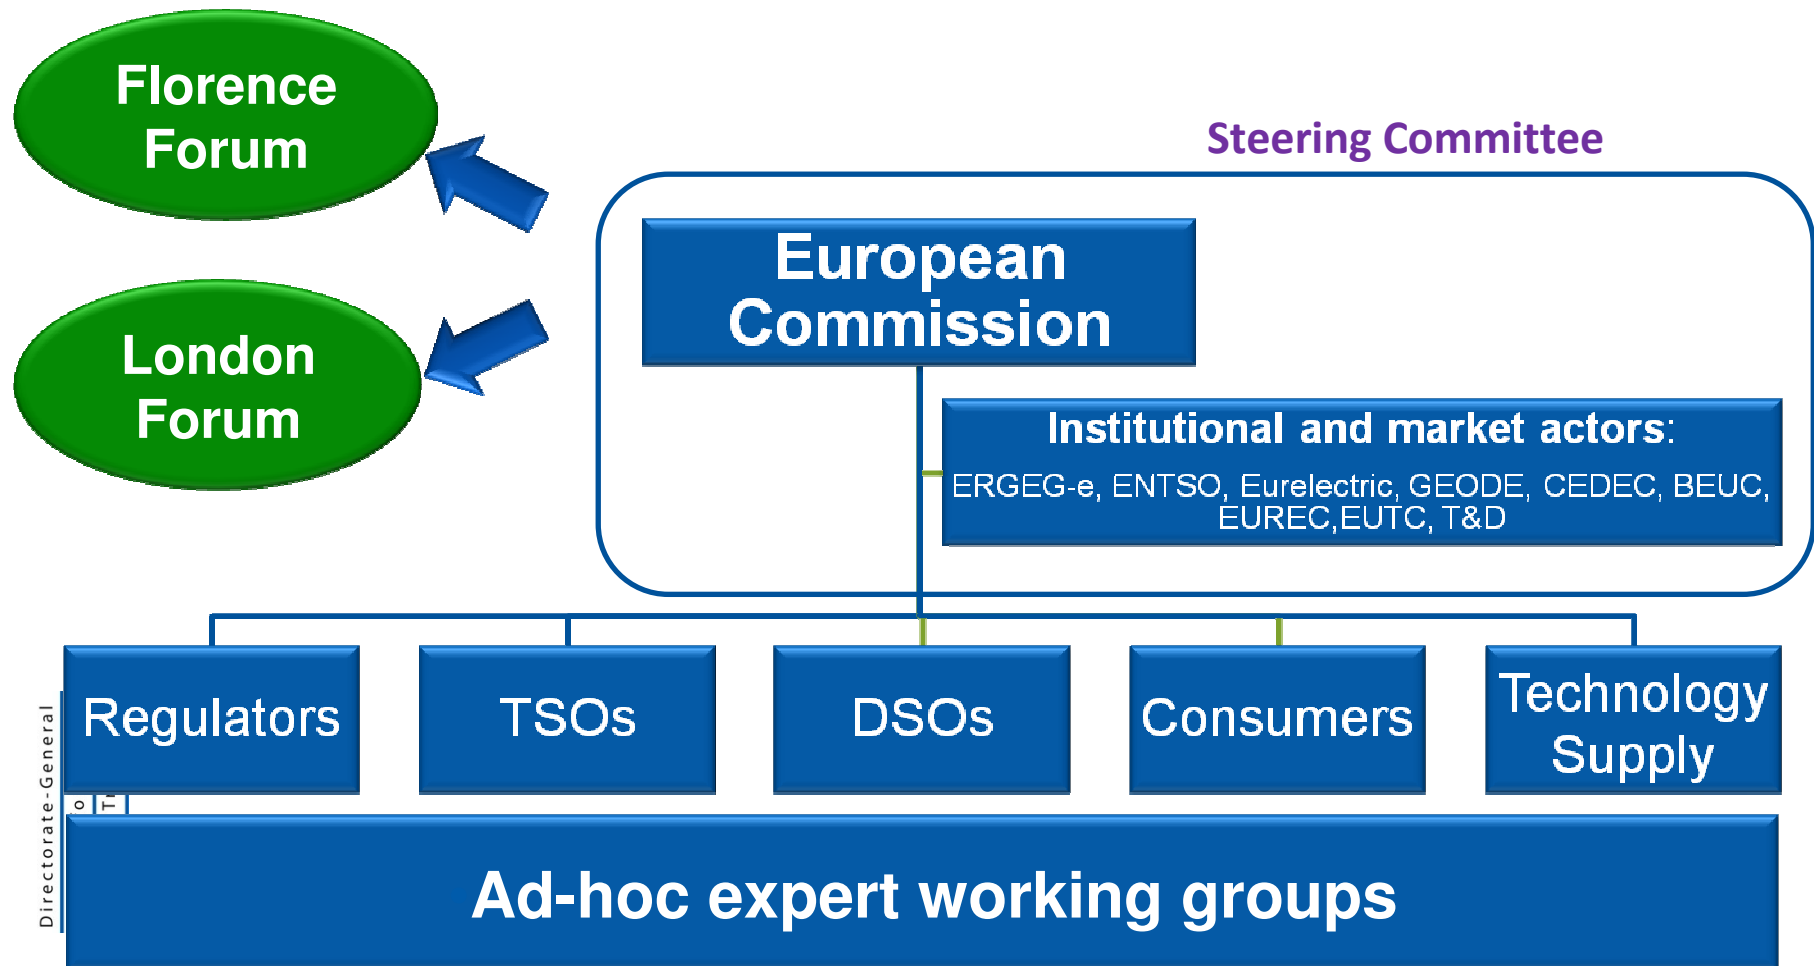 Florence
Forum
Steering Committee
European
Commission
London
Forum
Institutional and market actors:
ERGEG-e, ENTSO, Eurelectric, GEODE, CEDEC, BEUC,
EUREC,EUTC, T&D
Regulators
TSOs
DSOs
Consumers
Technology
Supply
Directorate-General
Ad-hoc expert working groups